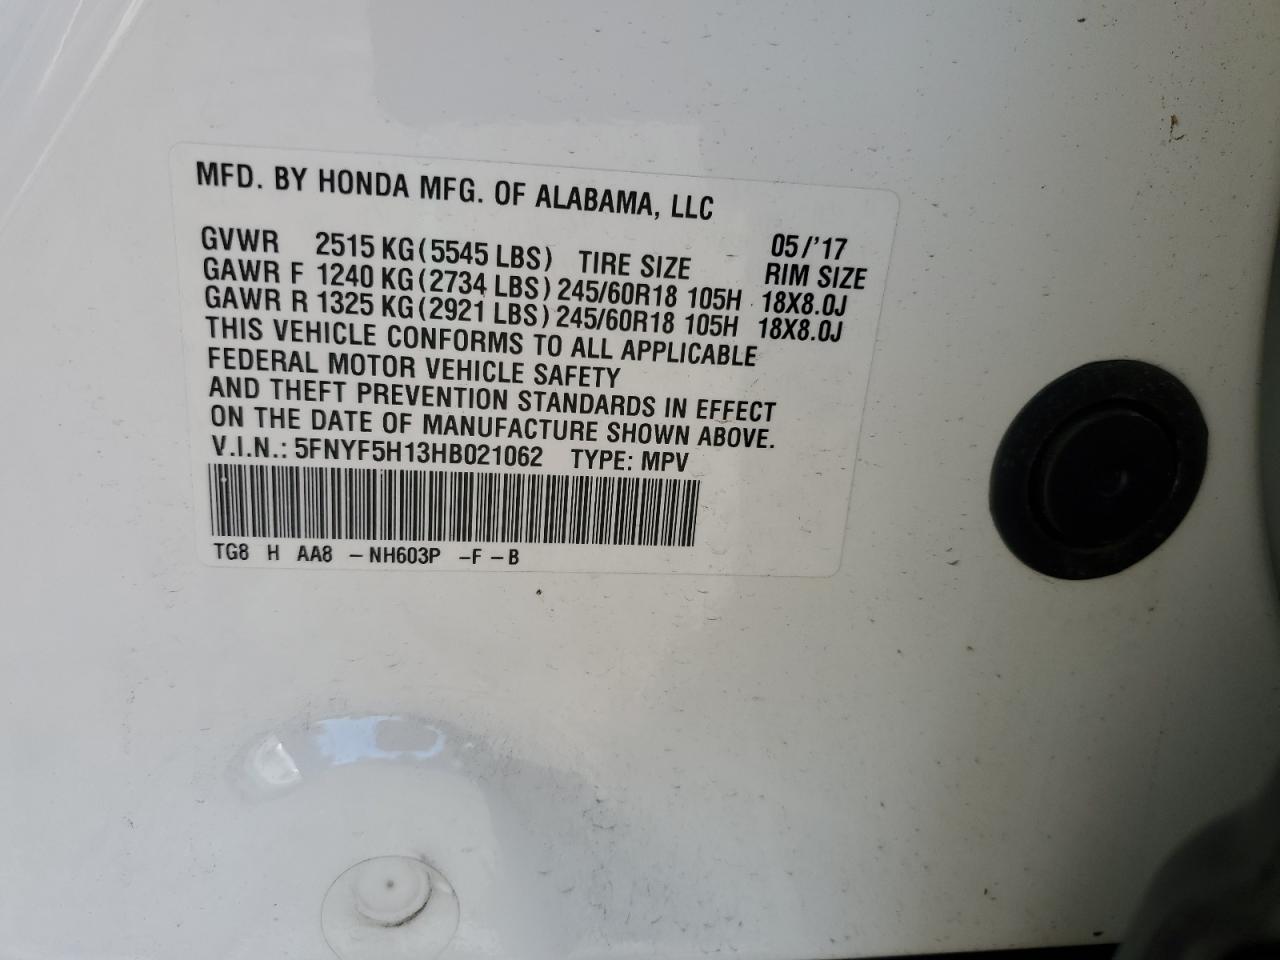 MFD. BY HONDA MFG. OF ALABAMA, LLC
05/'17
GVWR 2515 KG(5545 LBS) TIRE SIZE RIM SIZE
GAWR F 1240 KG(2734 LBS) 245/60R18 105H 18X8.0J
GAWR R 1325 KG(2921 LBS) 245/60R18 105H 18X8.0J
THIS VEHICLE CONFORMS TO ALL APPLICABLE
FEDERAL MOTOR VEHICLE SAFETY
AND THEFT PREVENTION STANDARDS IN EFFECT
ON THE DATE OF MANUFACTURE SHOWN ABOVE.
V.I.N.: 5FNYF5H13HB021062 TYPE: MPV
TG8 H AA8 – NH603P –F – B